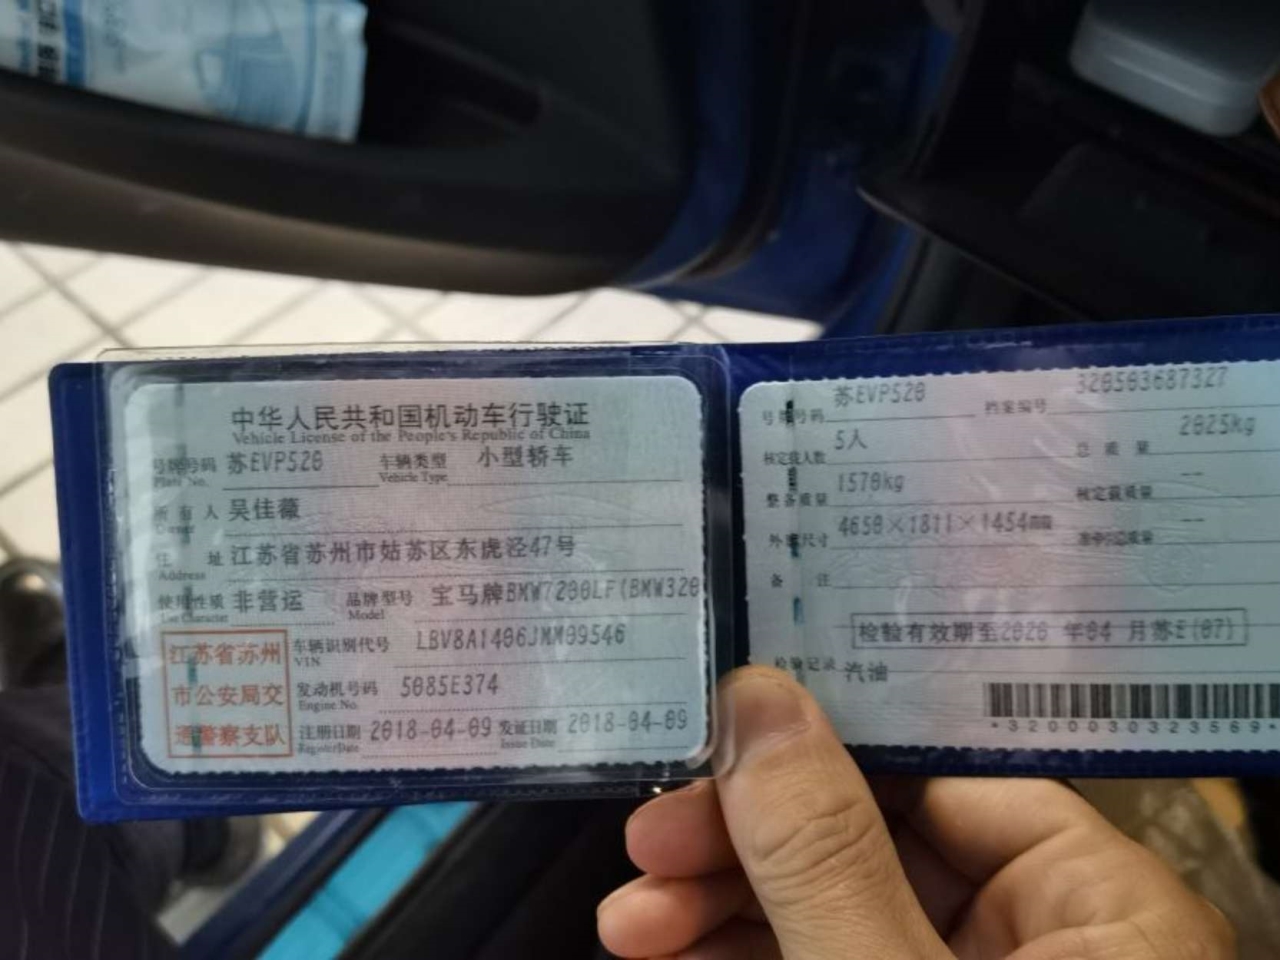 中华人民共和国机动车行驶证
Vehicle License of the People's Republic of China
号牌号码 苏EVP520 车辆类型 小型轿车
Plate No. Vehicle Type
所有人 吴佳薇
Owner
住址 江苏省苏州市姑苏区东虎泾47号
Address
使用性质 非营运 品牌型号 宝马牌BMW7200LF(BMW320
Use Character Model
江苏省苏州
市公安局交
通警察支队
车辆识别代号 LBV8A1406JMM09546
VIN
发动机号码 5085E374
Engine No.
注册日期 2018-04-09 发证日期 2018-04-09
Register Date Issue Date
号牌号码 苏EVP520 档案编号 320503687327
核定载人数 5人 总质量 2025kg
整备质量 1570kg 核定载质量 --
外廓尺寸 4650×1811×1454mm 准牵引总质量 --
备注
检验有效期至2020 年04 月苏E(07)
检验记录 汽油
*3200030323569*